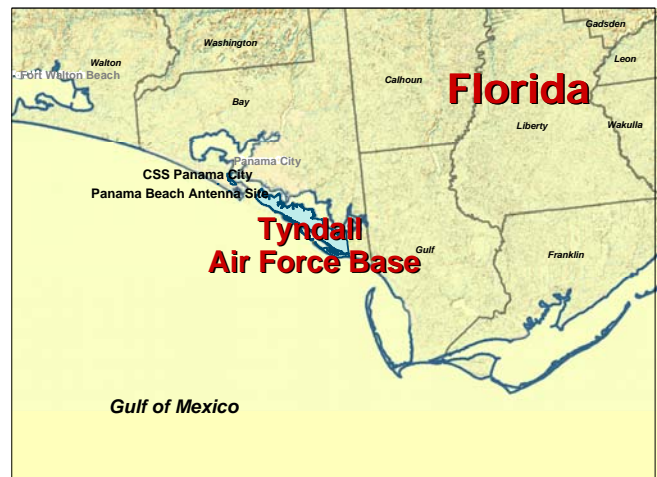 Gadsden
Washington
Leon
Walton
Fort Walton Beach
Calhoun
Florida
Bay
Liberty
Wakulla
Panama City
CSS Panama City
Panama Beach Antenna Site
Tyndall
Air Force Base
Gulf
Franklin
Gulf of Mexico